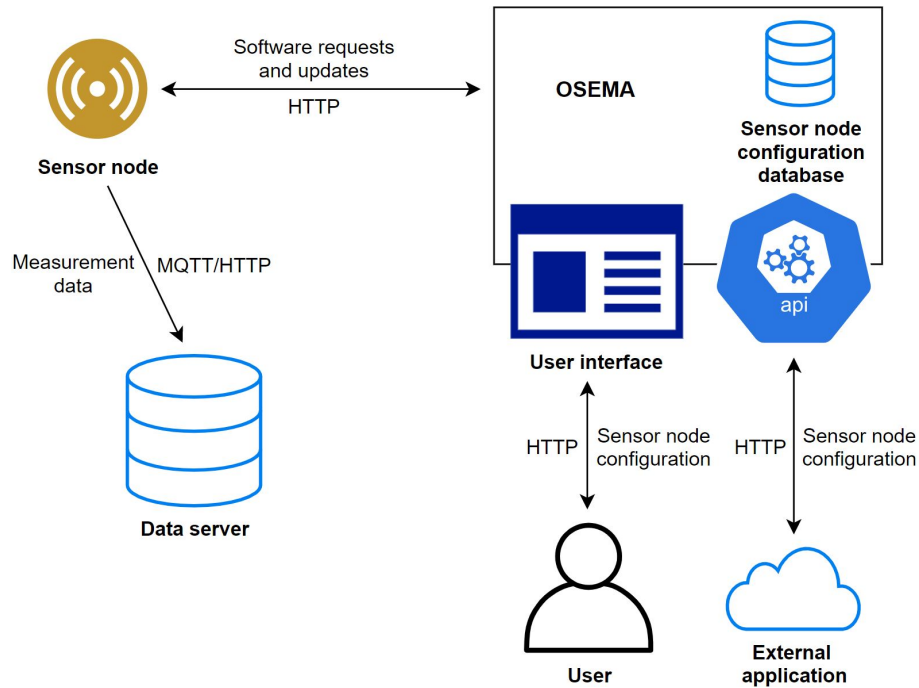 Software requests
and updates
HTTP
OSEMA
Sensor node
configuration
database
Sensor node
Measurement
data
MQTT/HTTP
api
User interface
Data server
HTTP
Sensor node
configuration
HTTP
Sensor node
configuration
User
External
application